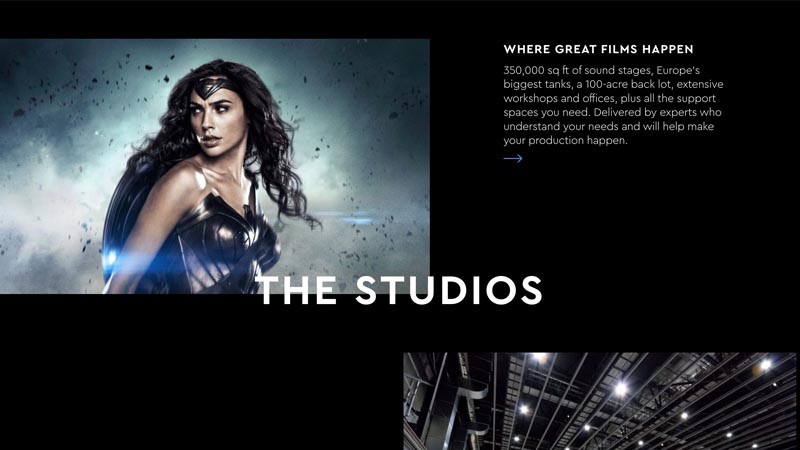 WHERE GREAT FILMS HAPPEN
350,000 sq ft of sound stages, Europe's
biggest tanks, a 100-acre back lot, extensive
workshops and offices, plus all the support
spaces you need. Delivered by experts who
understand your needs and will help make
your production happen.
THE STUDIOS